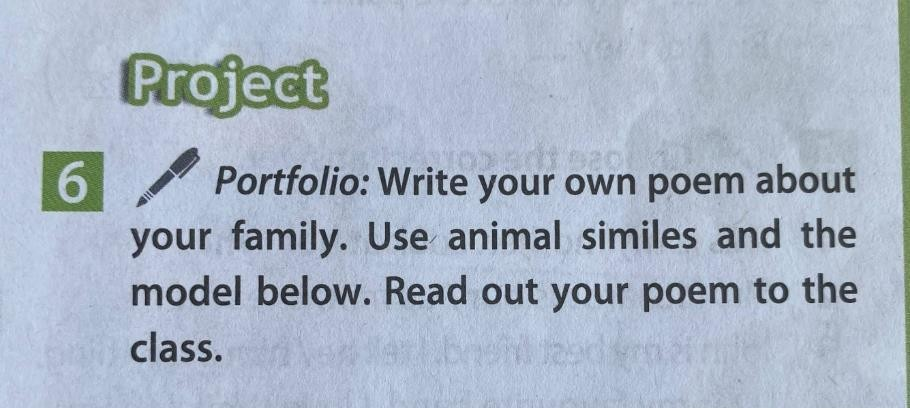 Project
6 Portfolio: Write your own poem about
your family. Use animal similes and the
model below. Read out your poem to the
class.